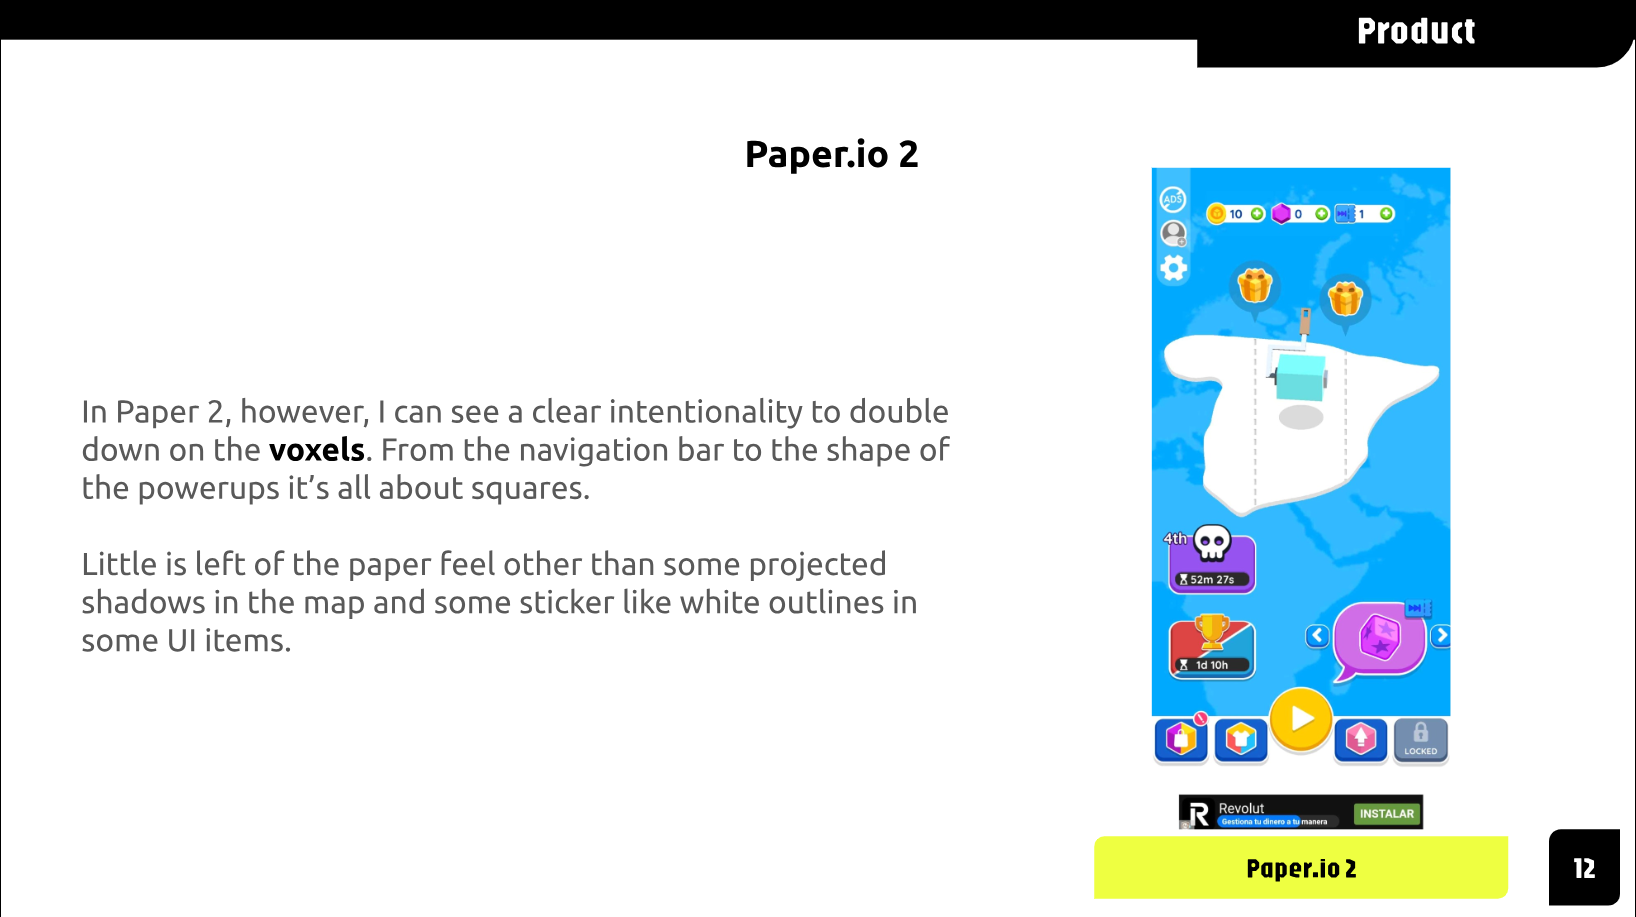 Product
Paper.io 2
In Paper 2, however, I can see a clear intentionality to double
down on the voxels. From the navigation bar to the shape of
the powerups it's all about squares.
Little is left of the paper feel other than some projected
shadows in the map and some sticker like white outlines in
some UI items.
ADS
10
0
1
4th
52m 27s
1d 10h
LOCKED
R
Revolut
Gestiona tu dinero a tu manera
INSTALAR
Paper.io 2
12